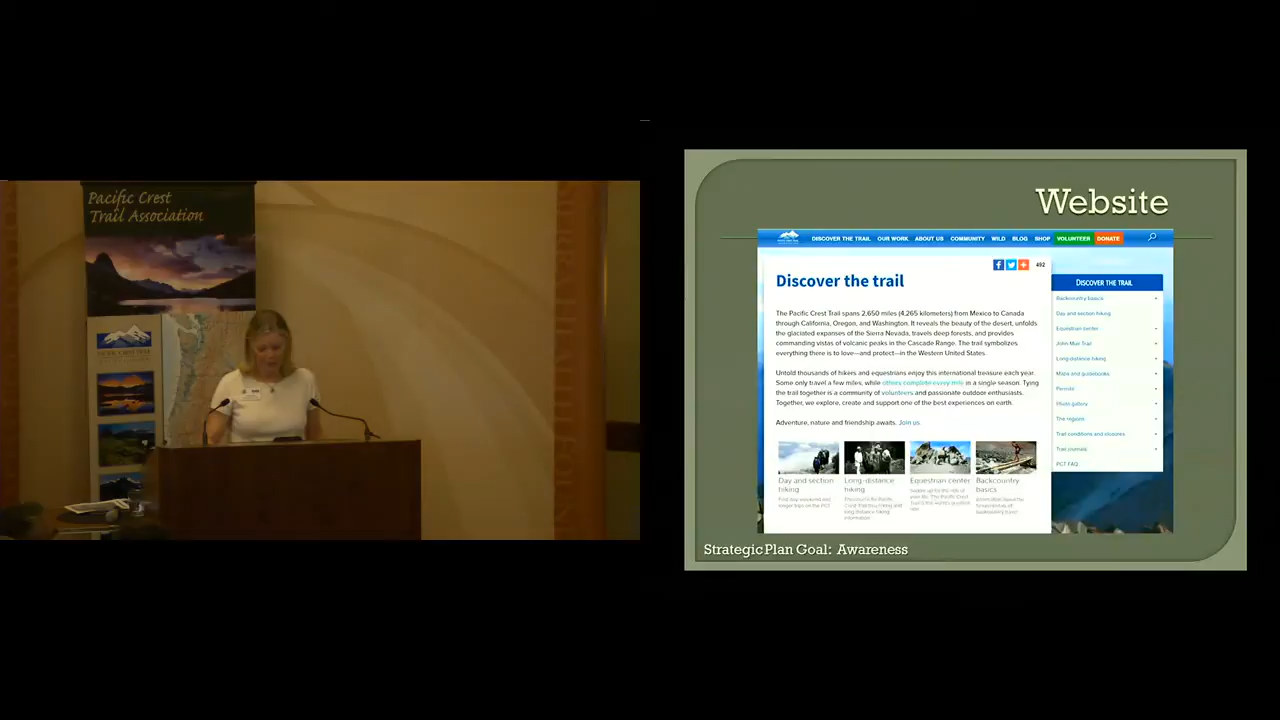 Pacific Crest
Trail Association
Website
DISCOVER THE TRAIL OUR WORK ABOUT US COMMUNITY WILD BLOG SHOP VOLUNTEER DONATE
492
Discover the trail
The Pacific Crest Trail spans 2,650 miles (4,265 kilometers) from Mexico to Canada
through California, Oregon, and Washington. It reveals the beauty of the desert, unfolds
the glaciated expanses of the Sierra Nevada, travels deep forests, and provides
commanding vistas of volcanic peaks in the Cascade Range. The trail symbolizes
everything there is to love—and protect—in the Western United States.
Untold thousands of hikers and equestrians enjoy this international treasure each year.
Some only travel a few miles, while others complete every mile in a single season. Tying
the trail together is a community of volunteers and passionate outdoor enthusiasts.
Together, we explore, create and support one of the best experiences on earth.
Adventure, nature and friendship awaits. Join us.
Day and section
hiking
First day, weekend and
longer trips on the PCT
Long-distance
hiking
Equestrian center
Backcountry
basics
DISCOVER THE TRAIL
Backcountry basics
Day and section hiking
Equestrian center
John Muir Trail
Long-distance hiking
Maps and guidebooks
Permits
Photo gallery
The regions
Trail conditions and closures
Trail journals
PCT FAQ
Strategic Plan Goal: Awareness